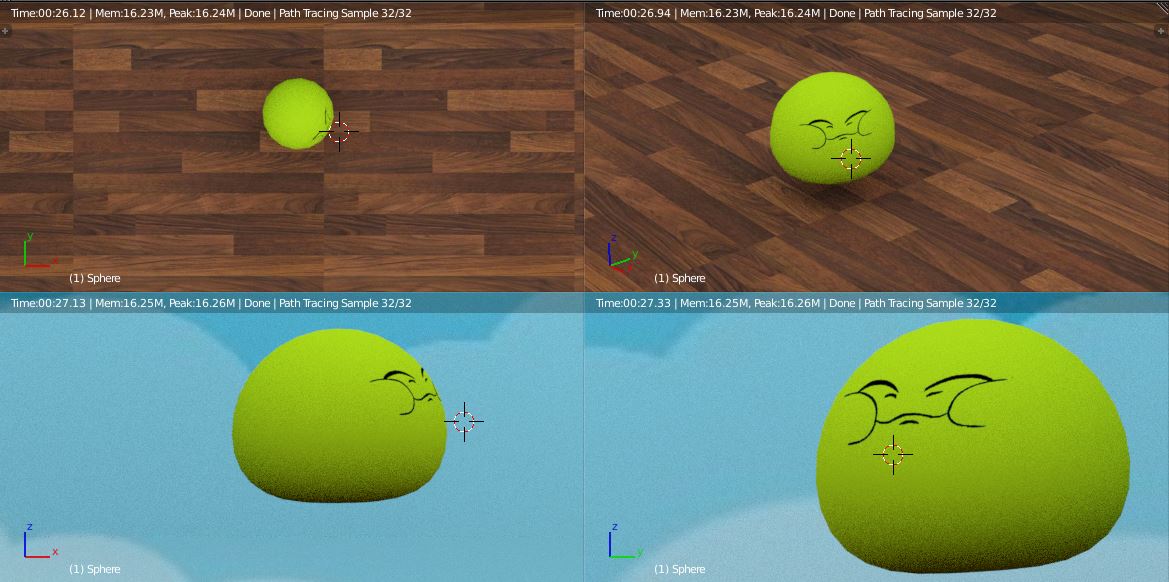 Time:00:26.12 | Mem:16.23M, Peak:16.24M | Done | Path Tracing Sample 32/32
y
x
(1) Sphere
Time:00:26.94 | Mem:16.23M, Peak:16.24M | Done | Path Tracing Sample 32/32
z
y
(1) Sphere
Time:00:27.13 | Mem:16.25M, Peak:16.26M | Done | Path Tracing Sample 32/32
z
x
(1) Sphere
Time:00:27.33 | Mem:16.25M, Peak:16.26M | Done | Path Tracing Sample 32/32
z
y
(1) Sphere